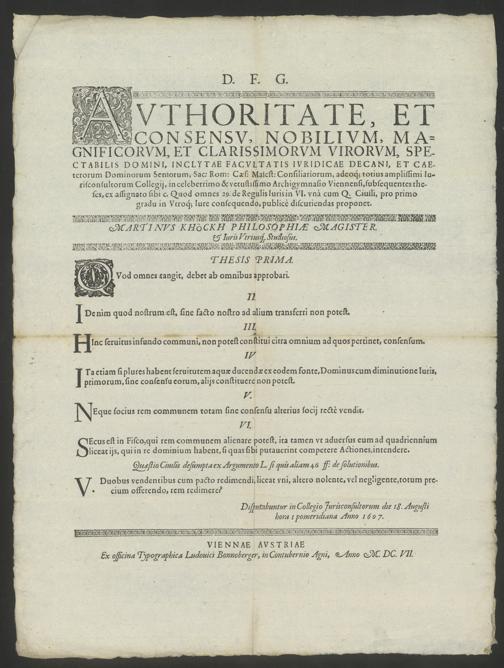 D. F. G.
AVTHORITATE, ET
CONSENSV, NOBILIVM, MA=
GNIFICORVM, ET CLARISSIMORVM VIRORVM, SPE-
CTABILIS DOMINI, INCLYTAE FACVLTATIS IVRIDICAE DECANI, ET CAE-
terorum Dominorum Seniorum, Sac: Rom: Cæs: Maiest: Consiliariorum, adeoq; totius amplissimi Iu-
risconsultorum Collegij, in celeberrimo & vetustissimo Archigymnasio Viennensi, subsequentes the-
ses, ex assignato sibi c. Quod omnes 29. de Regulis Iuris in VI. vnà cum Q. Ciuili, pro primo
gradu in Vtroq; Iure consequendo, publicè discutiendas proponet.
MARTINVS KHöCKH PHILOSOPHIÆ MAGISTER,
& Iuris Vtriusq; Studiosus.
THESIS PRIMA.
QVod omnes tangit, debet ab omnibus approbari.
II.
IDenim quod nostrum est, sine facto nostro ad alium transferri non potest.
III.
HInc seruitus in fundo communi, non potest constitui citra omnium ad quos pertinet, consensum.
IV
Ita etiam si plures habent seruitutem aquæ ducendæ ex eodem fonte, Dominus cum diminutione Iuris,
primorum, sine consensu eorum, alijs constituere non potest.
V.
NEque socius rem communem totam sine consensu alterius socij rectè vendit.
VI.
SEcus est in Fisco, qui rem communem alienare potest, ita tamen vt aduersus eum ad quadriennium
liceat ijs, qui in re dominium habent, si quas sibi putauerint competere Actiones, intendere.
Quæstio Ciuilis desumpta ex Argumento L. si quis aliam 46 ff: de solutionibus.
V. Duobus vendentibus cum pacto redimendi, liceat vni, altero nolente, vel negligente, totum pre-
cium offerendo, rem redimere?
Disputabuntur in Collegio Jurisconsultorum die 18. Augusti
hora 1 pomeridiana Anno 1607.
VIENNAE AVSTRIAE
Ex officina Typographica Ludouici Bonnoberger, in Contubernio Agni, Anno M. DC. VII.